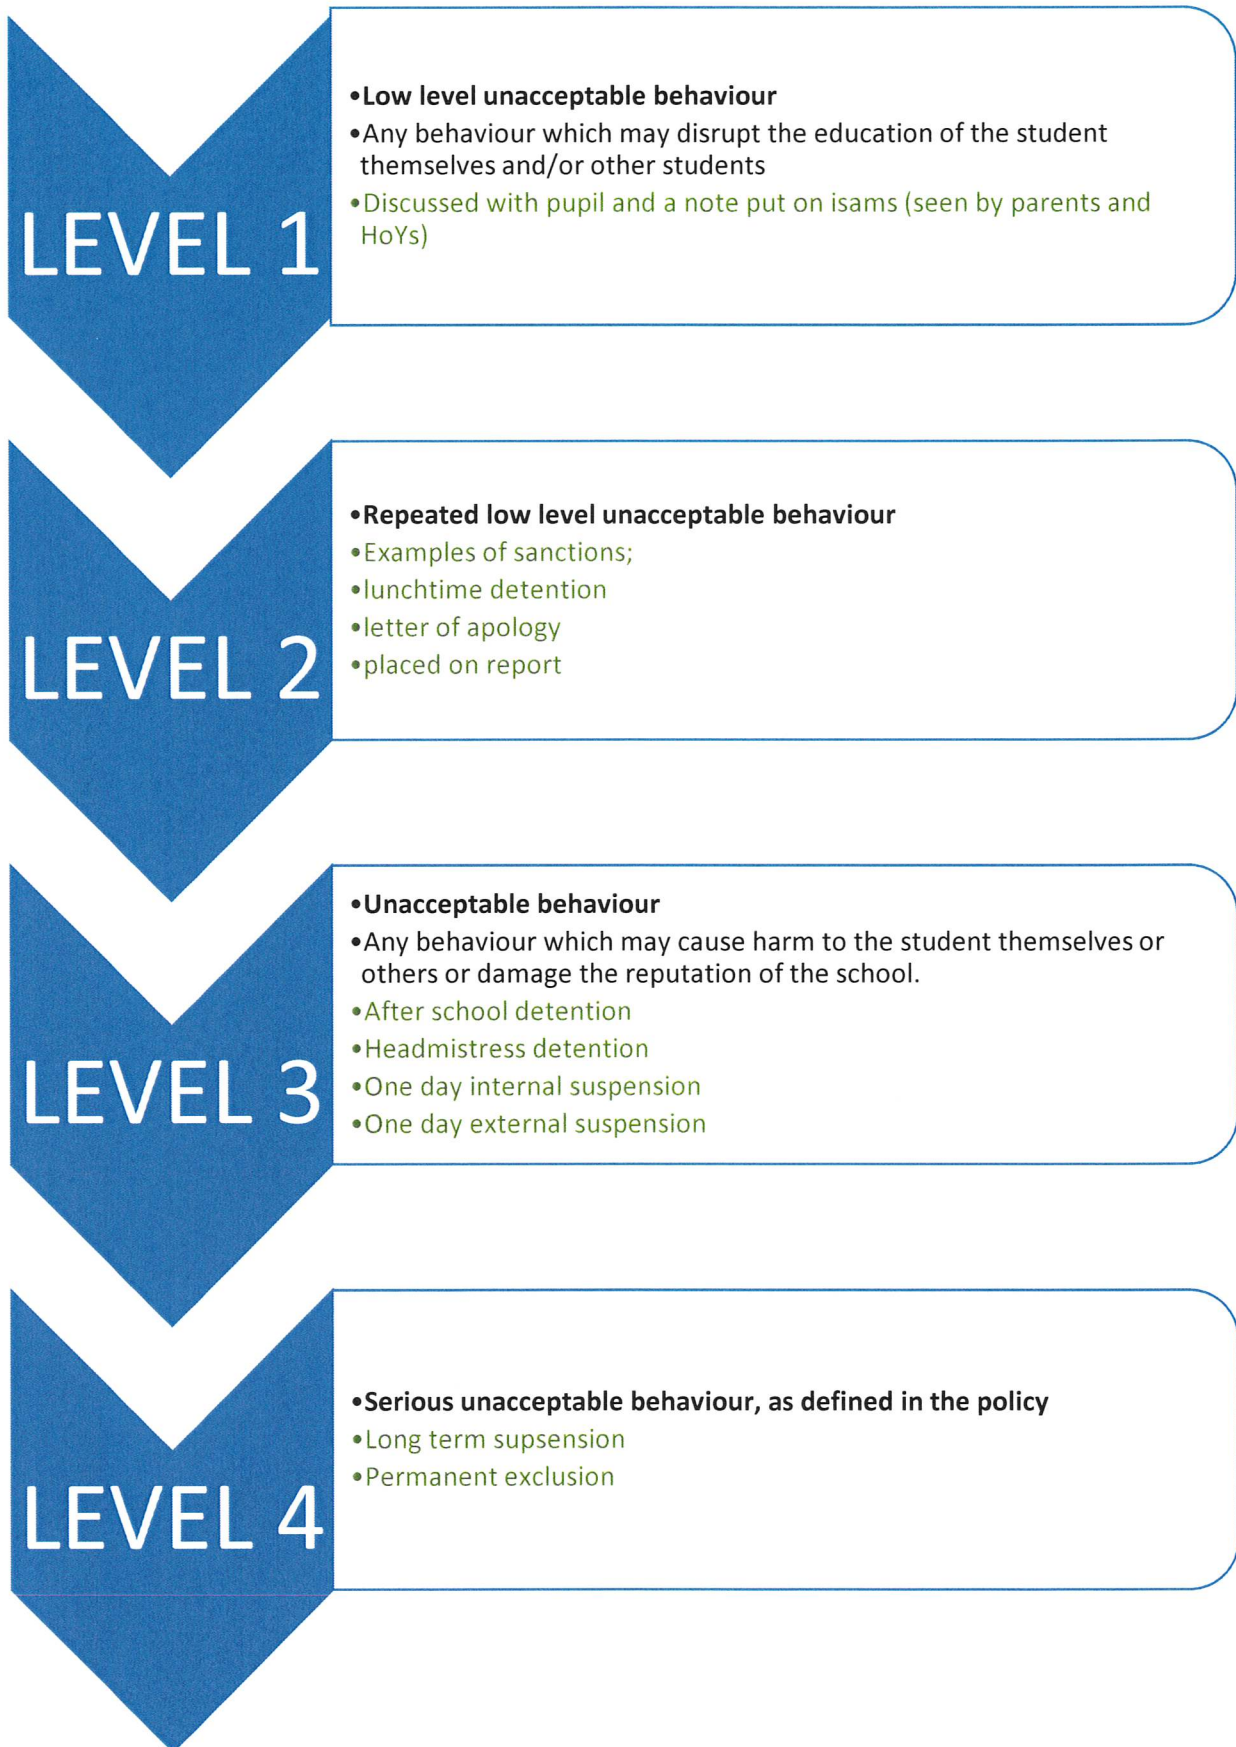 LEVEL 1
•Low level unacceptable behaviour
•Any behaviour which may disrupt the education of the student
themselves and/or other students
•Discussed with pupil and a note put on isams (seen by parents and
HoYs)
LEVEL 2
•Repeated low level unacceptable behaviour
•Examples of sanctions;
•lunchtime detention
•letter of apology
•placed on report
LEVEL 3
•Unacceptable behaviour
•Any behaviour which may cause harm to the student themselves or
others or damage the reputation of the school.
•After school detention
•Headmistress detention
•One day internal suspension
•One day external suspension
LEVEL 4
•Serious unacceptable behaviour, as defined in the policy
•Long term supsension
•Permanent exclusion